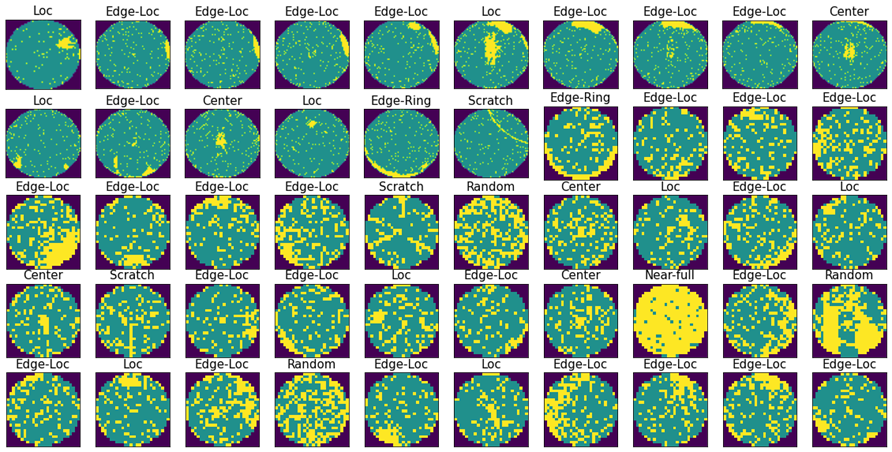 Loc Edge-Loc Edge-Loc Edge-Loc Edge-Loc Loc Edge-Loc Edge-Loc Edge-Loc Center
Loc Edge-Loc Center Loc Edge-Ring Scratch Edge-Ring Edge-Loc Edge-Loc Edge-Loc
Edge-Loc Edge-Loc Edge-Loc Edge-Loc Scratch Random Center Loc Edge-Loc Loc
Center Scratch Edge-Loc Edge-Loc Loc Edge-Loc Center Near-full Edge-Loc Random
Edge-Loc Loc Edge-Loc Random Edge-Loc Loc Edge-Loc Edge-Loc Edge-Loc Edge-Loc